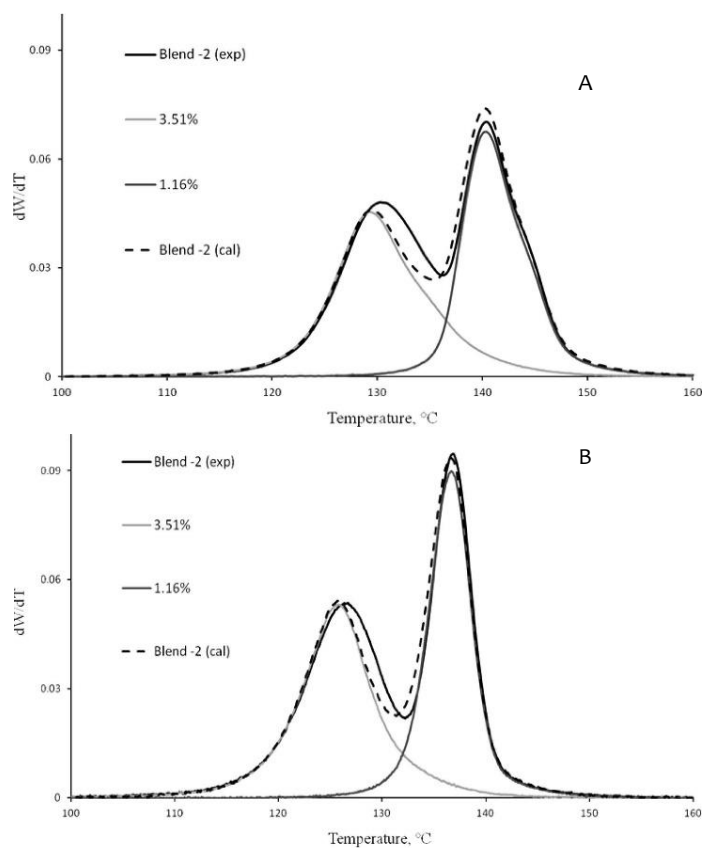 0.09
Blend -2 (exp)
A
3.51%
0.06
1.16%
dW/dT
Blend -2 (cal)
0.03
0
100 110 120 130 140 150 160
Temperature, °C
0.09
Blend -2 (exp)
B
3.51%
0.06
1.16%
dW/dT
Blend -2 (cal)
0.03
0
100 110 120 130 140 150 160
Temperature, °C